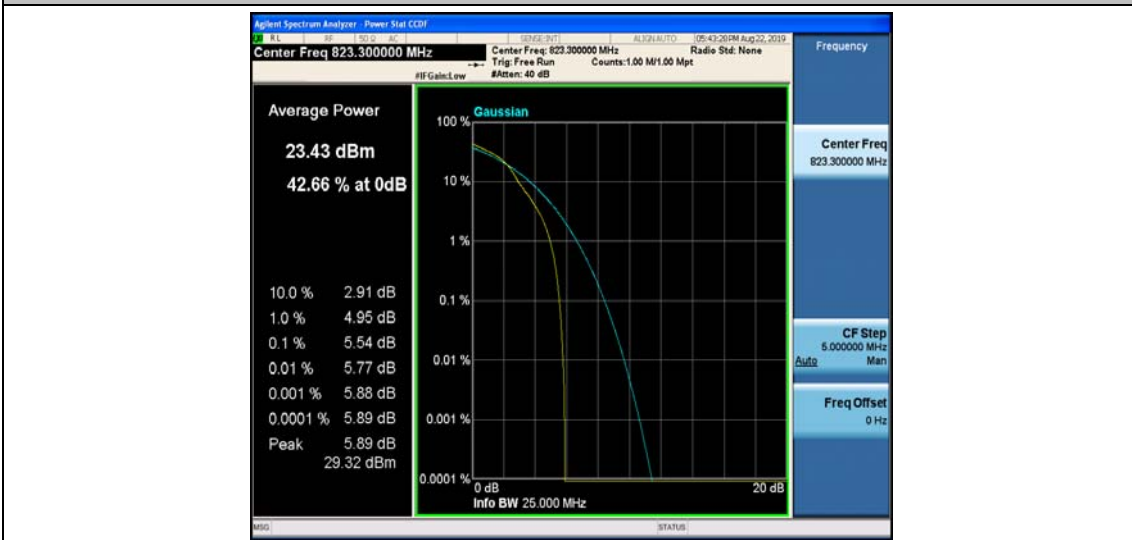 Agilent Spectrum Analyzer - Power Stat CCDF
RL RF 50 Ω AC SENSE:INT ALIGN AUTO 05:43:20 PM Aug 22, 2019
Center Freq 823.300000 MHz
Center Freq: 823.300000 MHz Radio Std: None
Trig: Free Run Counts:1.00 M/1.00 Mpt
#IFGain:Low #Atten: 40 dB
Frequency
Average Power
23.43 dBm
42.66 % at 0dB
10.0 % 2.91 dB
1.0 % 4.95 dB
0.1 % 5.54 dB
0.01 % 5.77 dB
0.001 % 5.88 dB
0.0001 % 5.89 dB
Peak 5.89 dB
29.32 dBm
Gaussian
100 %
10 %
1 %
0.1 %
0.01 %
0.001 %
0.0001 %
0 dB 20 dB
Info BW 25.000 MHz
Center Freq
823.300000 MHz
CF Step
5.000000 MHz
Auto Man
Freq Offset
0 Hz
MSG STATUS